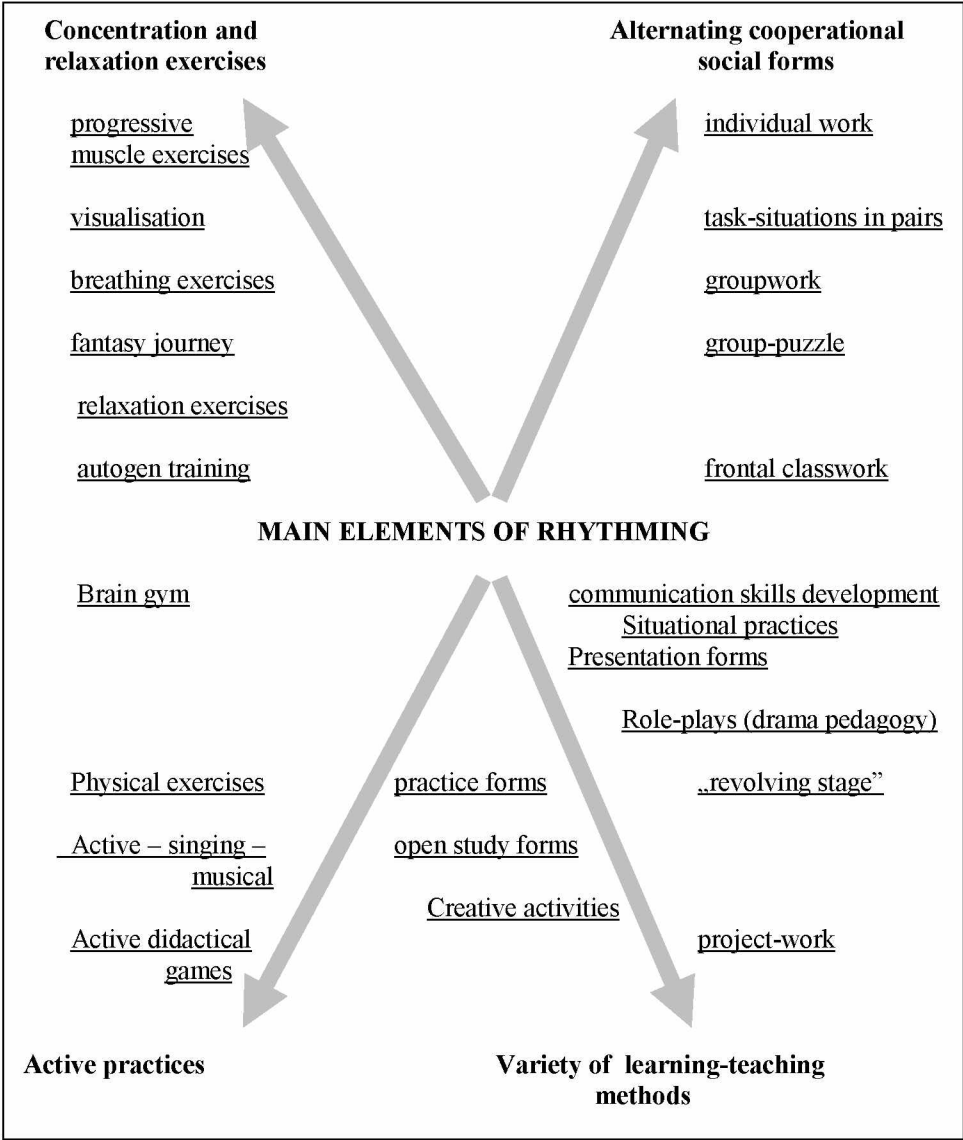 Concentration and
relaxation exercises
Alternating cooperational
social forms
progressive
muscle exercises
individual work
visualisation
task-situations in pairs
breathing exercises
groupwork
fantasy journey
group-puzzle
relaxation exercises
autogen training
frontal classwork
MAIN ELEMENTS OF RHYTHMING
Brain gym
communication skills development
Situational practices
Presentation forms
Role-plays (drama pedagogy)
Physical exercises
practice forms
„revolving stage”
Active – singing –
musical
open study forms
Creative activities
Active didactical
games
project-work
Active practices
Variety of learning-teaching
methods